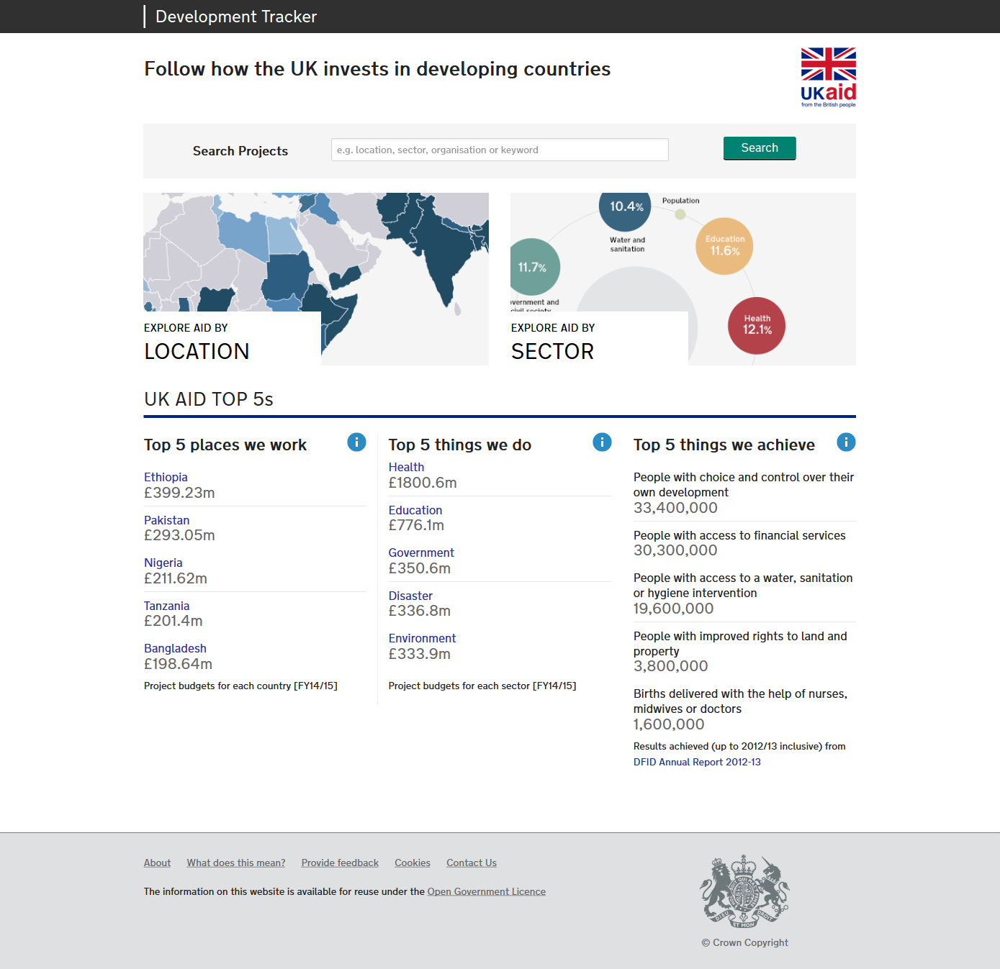 Development Tracker
Follow how the UK invests in developing countries
UKaid
from the British people
Search Projects
e.g. location, sector, organisation or keyword
Search
EXPLORE AID BY
LOCATION
10.4%
Water and
sanitation
Population
Education
11.6%
11.7%
civil society
Health
12.1%
EXPLORE AID BY
SECTOR
UK AID TOP 5s
Top 5 places we work
Ethiopia
£399.23m
Pakistan
£293.05m
Nigeria
£211.62m
Tanzania
£201.4m
Bangladesh
£198.64m
Project budgets for each country [FY14/15]
Top 5 things we do
Health
£1800.6m
Education
£776.1m
Government
£350.6m
Disaster
£336.8m
Environment
£333.9m
Project budgets for each sector [FY14/15]
Top 5 things we achieve
People with choice and control over their
own development
33,400,000
People with access to financial services
30,300,000
People with access to a water, sanitation
or hygiene intervention
19,600,000
People with improved rights to land and
property
3,800,000
Births delivered with the help of nurses,
midwives or doctors
1,600,000
Results achieved (up to 2012/13 inclusive) from
DFID Annual Report 2012-13
About What does this mean? Provide feedback Cookies Contact Us
The information on this website is available for reuse under the Open Government Licence
DIEU ET MON DROIT
© Crown Copyright